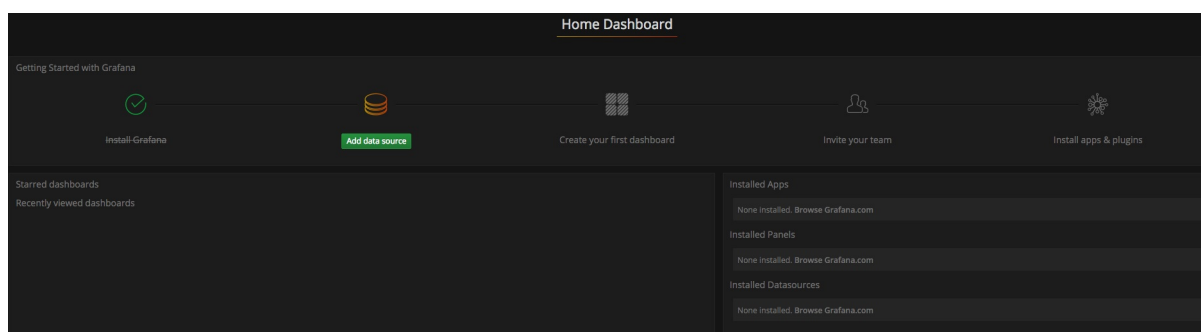 Home Dashboard
Getting Started with Grafana
Install Grafana
Add data source
Create your first dashboard
Invite your team
Install apps & plugins
Starred dashboards
Recently viewed dashboards
Installed Apps
None installed. Browse Grafana.com
Installed Panels
None installed. Browse Grafana.com
Installed Datasources
None installed. Browse Grafana.com